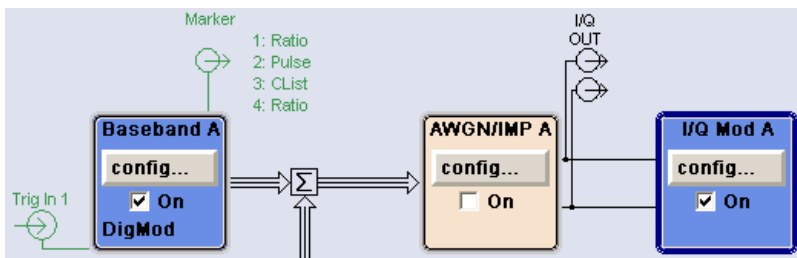 Marker
1: Ratio
2: Pulse
3: CList
4: Ratio
I/Q
OUT
Baseband A
config...
On
DigMod
Trig In 1
Σ
AWGN/IMP A
config...
On
I/Q Mod A
config...
On